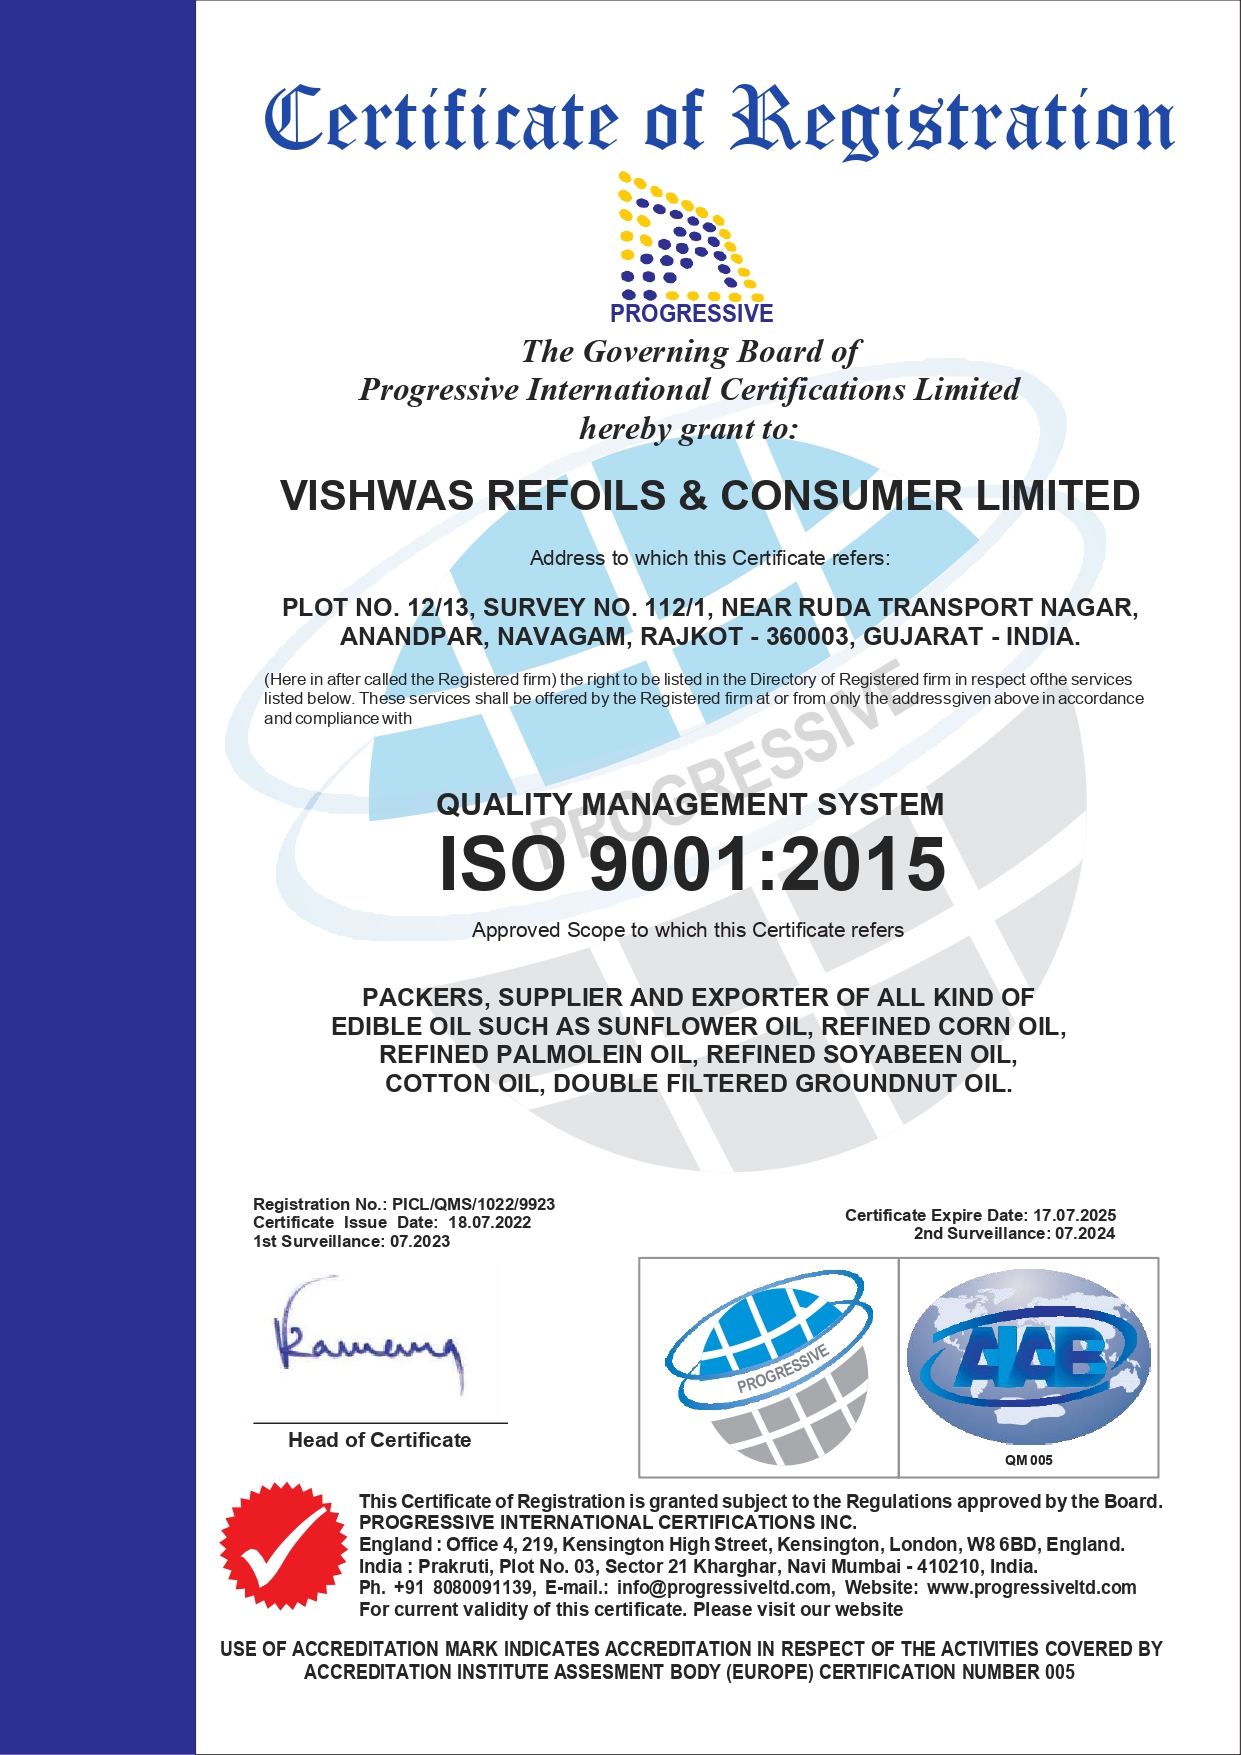 Certificate of Registration
PROGRESSIVE
The Governing Board of
Progressive International Certifications Limited
hereby grant to:
VISHWAS REFOILS & CONSUMER LIMITED
Address to which this Certificate refers:
PLOT NO. 12/13, SURVEY NO. 112/1, NEAR RUDA TRANSPORT NAGAR,
ANANDPAR, NAVAGAM, RAJKOT - 360003, GUJARAT - INDIA.
(Here in after called the Registered firm) the right to be listed in the Directory of Registered firm in respect ofthe services
listed below. These services shall be offered by the Registered firm at or from only the addressgiven above in accordance
and compliance with
PROGRESSIVE
QUALITY MANAGEMENT SYSTEM
ISO 9001:2015
Approved Scope to which this Certificate refers
PACKERS, SUPPLIER AND EXPORTER OF ALL KIND OF
EDIBLE OIL SUCH AS SUNFLOWER OIL, REFINED CORN OIL,
REFINED PALMOLEIN OIL, REFINED SOYABEEN OIL,
COTTON OIL, DOUBLE FILTERED GROUNDNUT OIL.
Registration No.: PICL/QMS/1022/9923
Certificate Issue Date: 18.07.2022
1st Surveillance: 07.2023
Certificate Expire Date: 17.07.2025
2nd Surveillance: 07.2024
Head of Certificate
PROGRESSIVE
AIAB
QM 005
This Certificate of Registration is granted subject to the Regulations approved by the Board.
PROGRESSIVE INTERNATIONAL CERTIFICATIONS INC.
England : Office 4, 219, Kensington High Street, Kensington, London, W8 6BD, England.
India : Prakruti, Plot No. 03, Sector 21 Kharghar, Navi Mumbai - 410210, India.
Ph. +91 8080091139, E-mail.: info@progressiveltd.com, Website: www.progressiveltd.com
For current validity of this certificate. Please visit our website
USE OF ACCREDITATION MARK INDICATES ACCREDITATION IN RESPECT OF THE ACTIVITIES COVERED BY
ACCREDITATION INSTITUTE ASSESMENT BODY (EUROPE) CERTIFICATION NUMBER 005